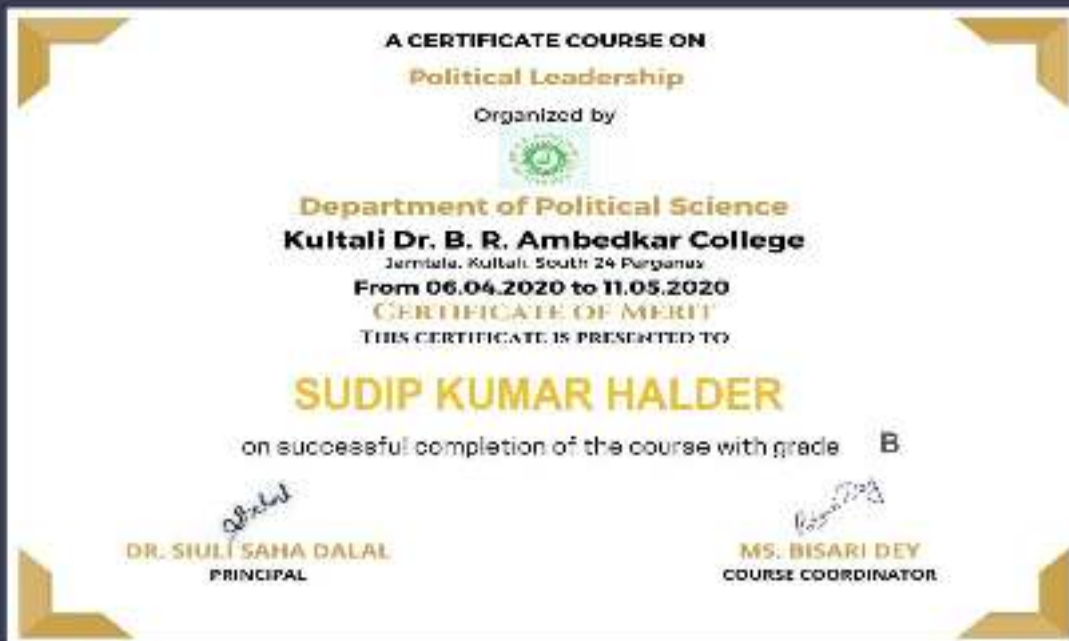 A CERTIFICATE COURSE ON
Political Leadership
Organized by
Department of Political Science
Kultali Dr. B. R. Ambedkar College
Jamtala, Kultali, South 24 Parganas
From 06.04.2020 to 11.05.2020
CERTIFICATE OF MERIT
THIS CERTIFICATE IS PRESENTED TO
SUDIP KUMAR HALDER
on successful completion of the course with grade B
DR. SIULI SAHA DALAL
PRINCIPAL
MS. BISARI DEY
COURSE COORDINATOR